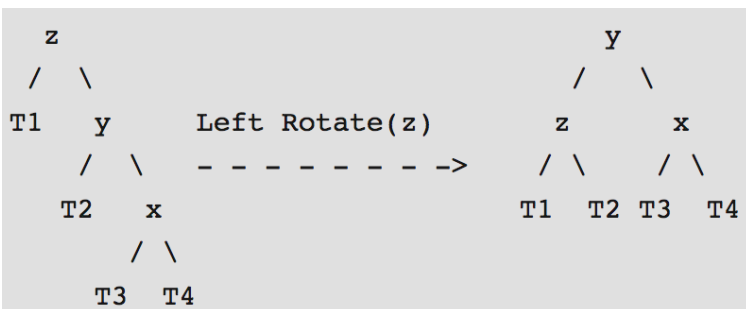 z                                y
/  \                            /    \
T1   y     Left Rotate(z)      z      x
/  \   - - - - - - - ->    / \    / \
T2   x                     T1  T2 T3  T4
/ \
T3  T4